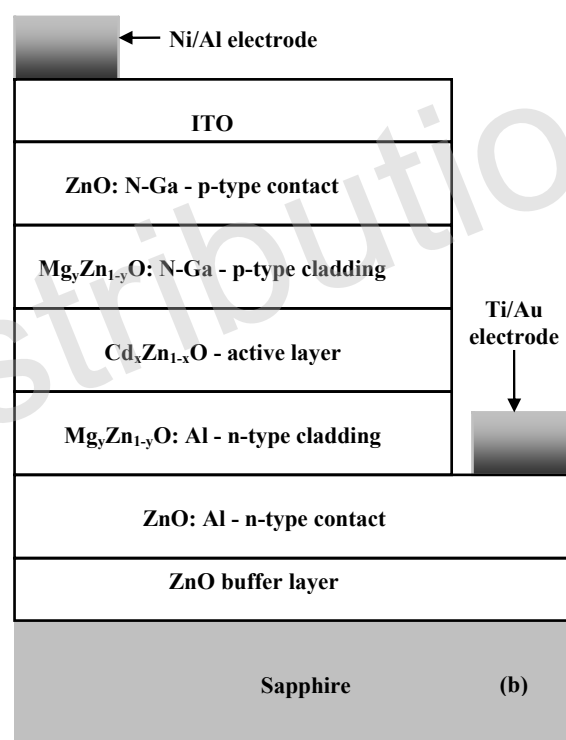 Ni/Al electrode
ITO
ZnO: N-Ga - p-type contact
MgyZn1-yO: N-Ga - p-type cladding
Ti/Au
electrode
CdxZn1-xO - active layer
MgyZn1-yO: Al - n-type cladding
ZnO: Al - n-type contact
ZnO buffer layer
Sapphire
(b)
stribution